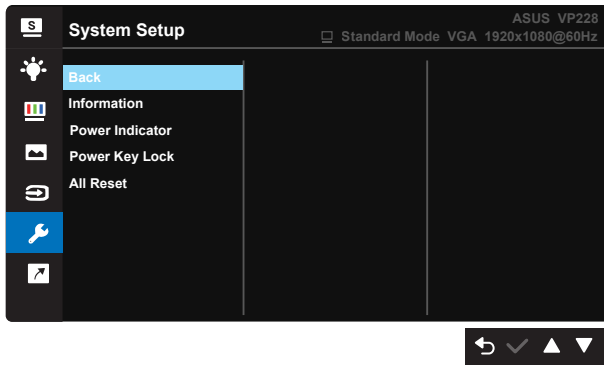 S
System Setup
ASUS VP228
Standard Mode VGA 1920x1080@60Hz
Back
Information
Power Indicator
Power Key Lock
All Reset